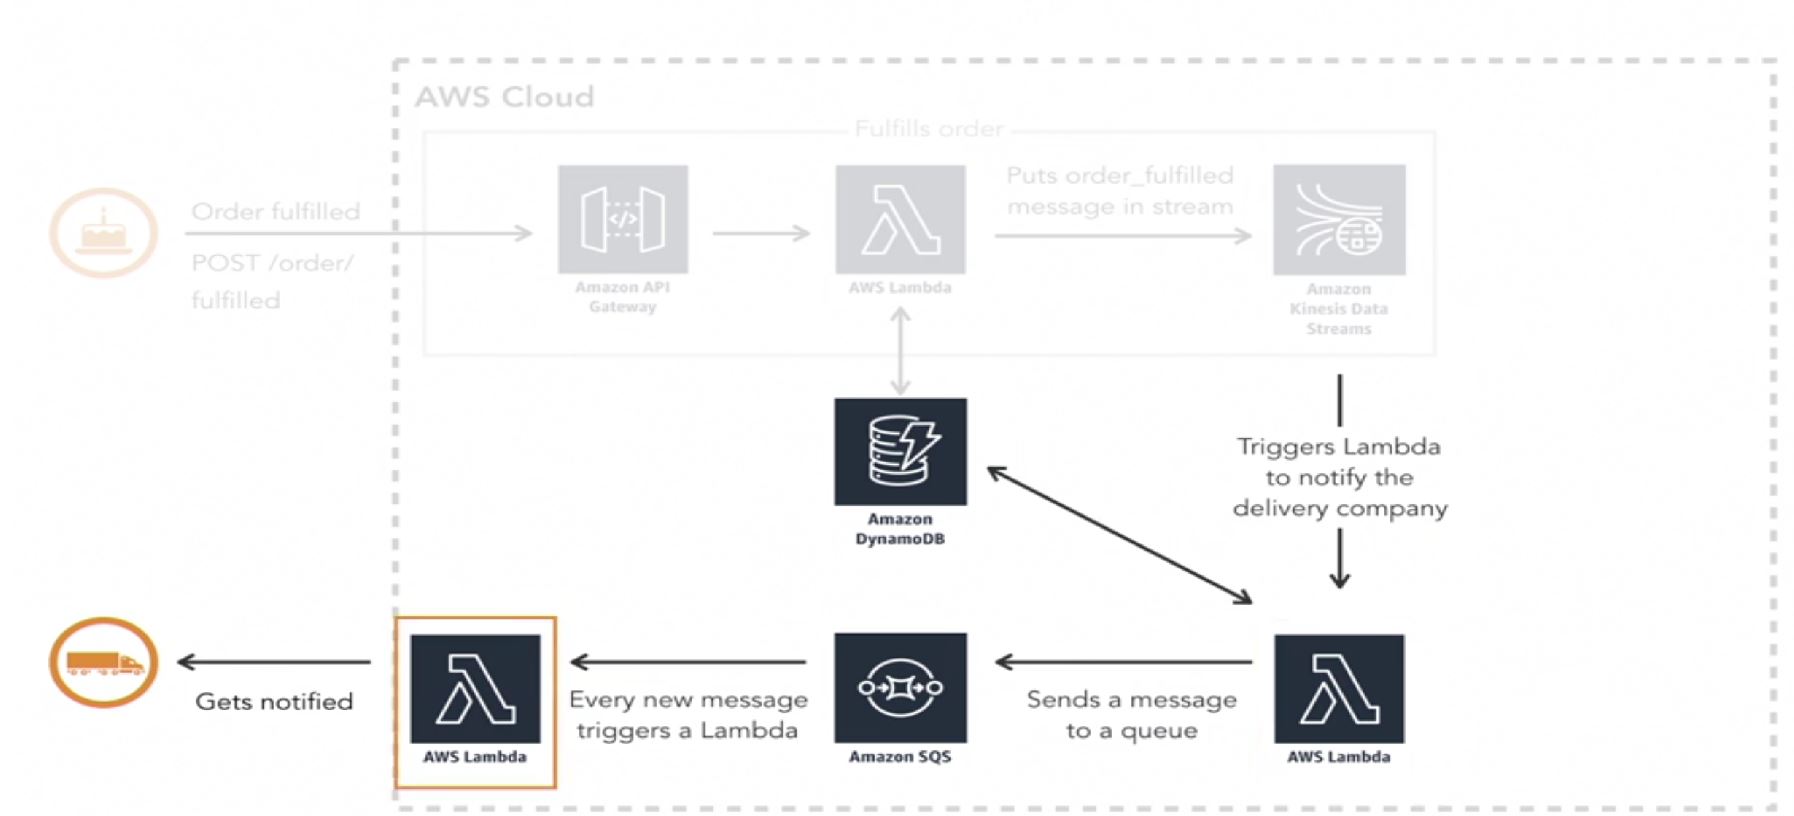 AWS Cloud
Fulfills order
Order fulfilled
POST /order/
fulfilled
</>
Amazon API
Gateway
AWS Lambda
Puts order_fulfilled
message in stream
Amazon
Kinesis Data
Streams
Triggers Lambda
to notify the
delivery company
Amazon
DynamoDB
Gets notified
AWS Lambda
Every new message
triggers a Lambda
Amazon SQS
Sends a message
to a queue
AWS Lambda